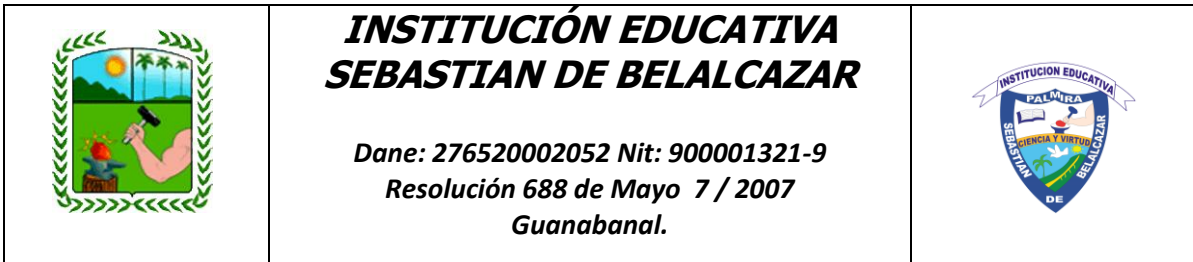 INSTITUCIÓN EDUCATIVA
SEBASTIAN DE BELALCAZAR
Dane: 276520002052 Nit: 900001321-9
Resolución 688 de Mayo 7 / 2007
Guanabanal.
INSTITUCION EDUCATIVA
PALMIRA
CIENCIA Y VIRTUD
SEBASTIAN
DE
BELALCAZAR